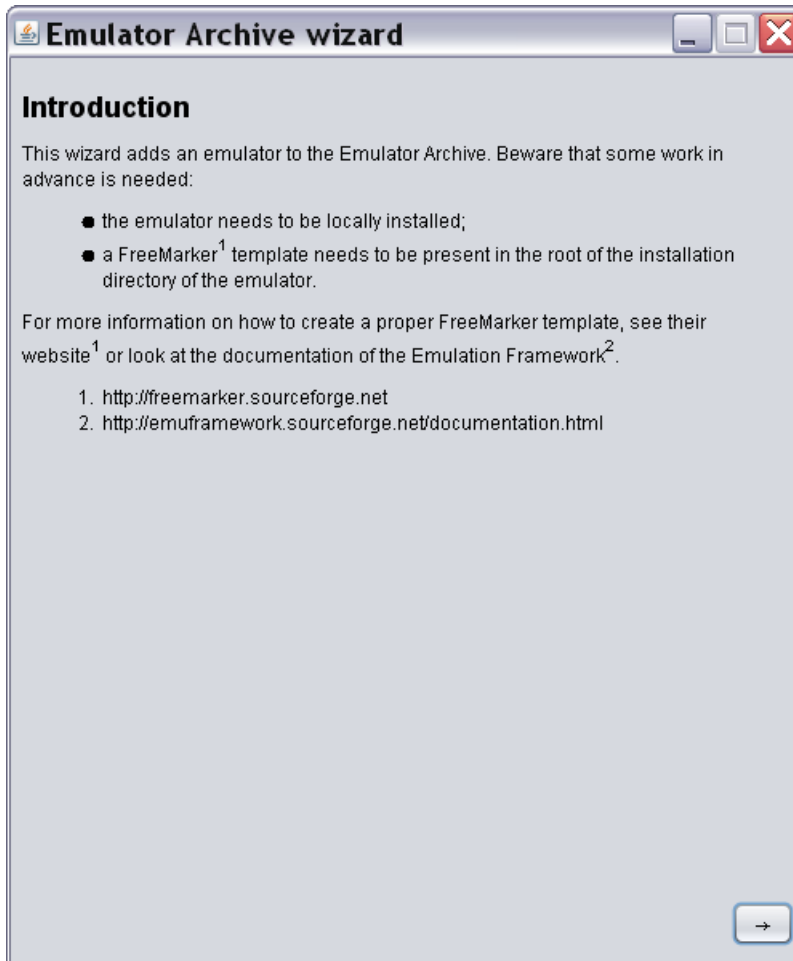 Emulator Archive wizard
Introduction
This wizard adds an emulator to the Emulator Archive. Beware that some work in
advance is needed:
● the emulator needs to be locally installed;
● a FreeMarker¹ template needs to be present in the root of the installation
directory of the emulator.
For more information on how to create a proper FreeMarker template, see their
website¹ or look at the documentation of the Emulation Framework².
1. http://freemarker.sourceforge.net
2. http://emuframework.sourceforge.net/documentation.html
→